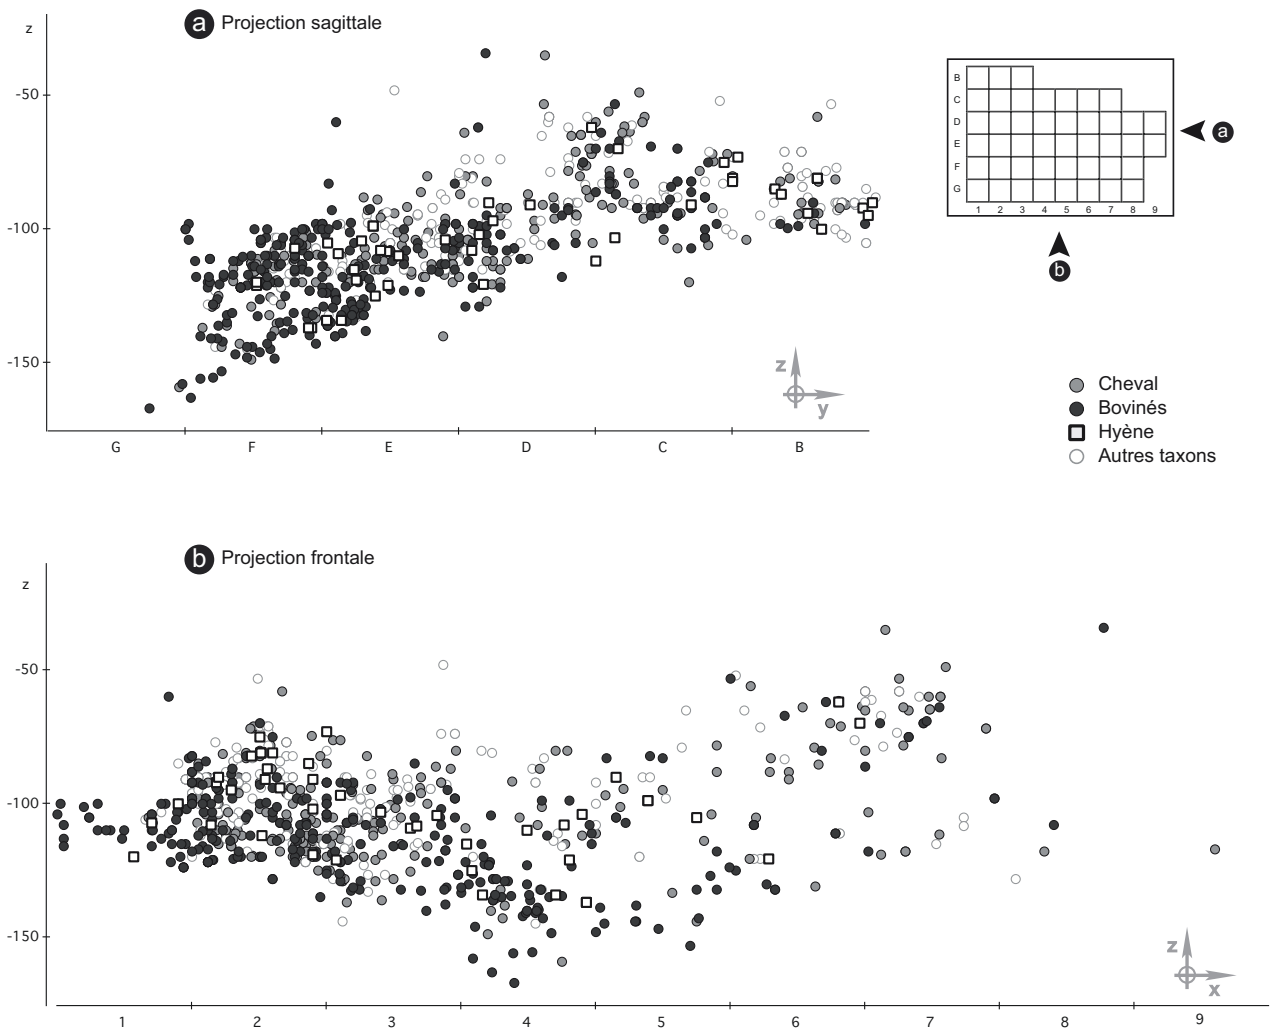 a Projection sagittale
z
-50
-100
-150
G F E D C B
z
y
B
C
D
E
F
G
1 2 3 4 5 6 7 8 9
a
b
Cheval
Bovinés
Hyène
Autres taxons
b Projection frontale
z
-50
-100
-150
1 2 3 4 5 6 7 8 9
z
x